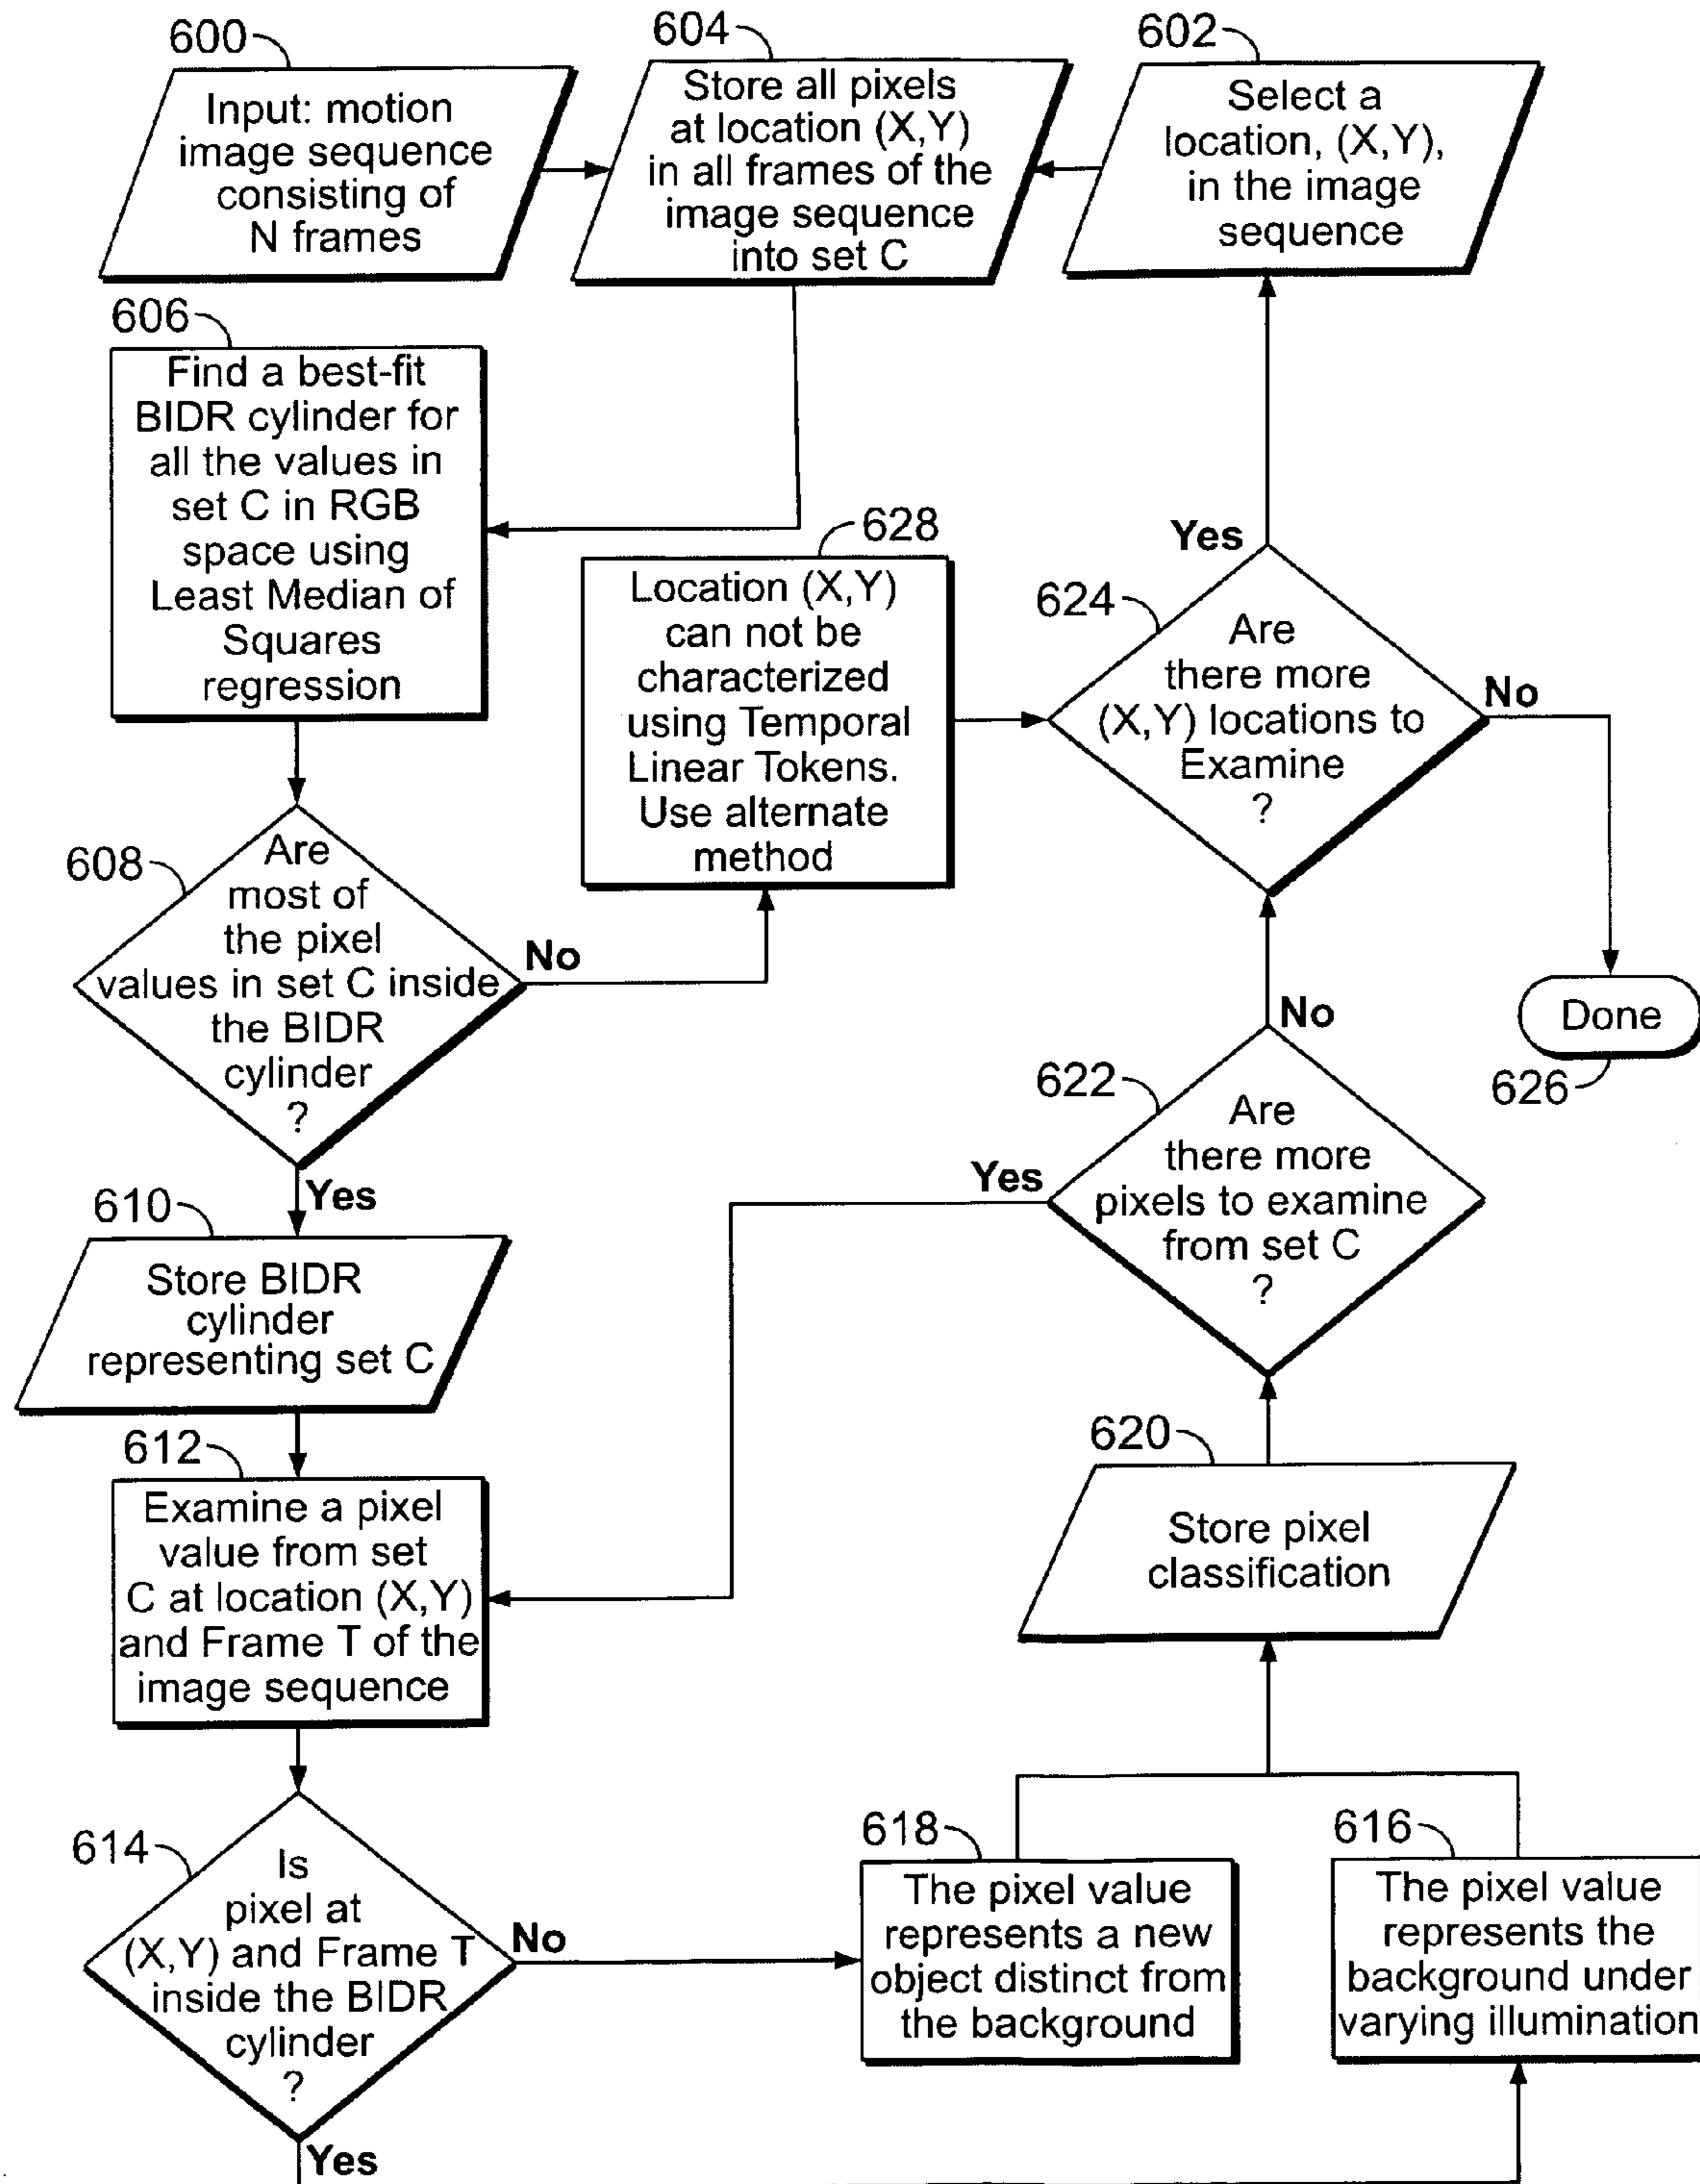 600
Input: motion
image sequence
consisting of
N frames
604
Store all pixels
at location (X,Y)
in all frames of the
image sequence
into set C
602
Select a
location, (X,Y),
in the image
sequence
606
Find a best-fit
BIDR cylinder for
all the values in
set C in RGB
space using
Least Median of
Squares
regression
628
Location (X,Y)
can not be
characterized
using Temporal
Linear Tokens.
Use alternate
method
Yes
624
Are
there more
(X,Y) locations to
Examine
?
No
608
Are
most of
the pixel
values in set C inside
the BIDR
cylinder
?
No
Yes
Done
626
No
622
Are
there more
pixels to examine
from set C
?
Yes
610
Store BIDR
cylinder
representing set C
612
Examine a pixel
value from set
C at location (X,Y)
and Frame T of the
image sequence
620
Store pixel
classification
614
Is
pixel at
(X,Y) and Frame T
inside the BIDR
cylinder
?
No
Yes
618
The pixel value
represents a new
object distinct from
the background
616
The pixel value
represents the
background under
varying illumination